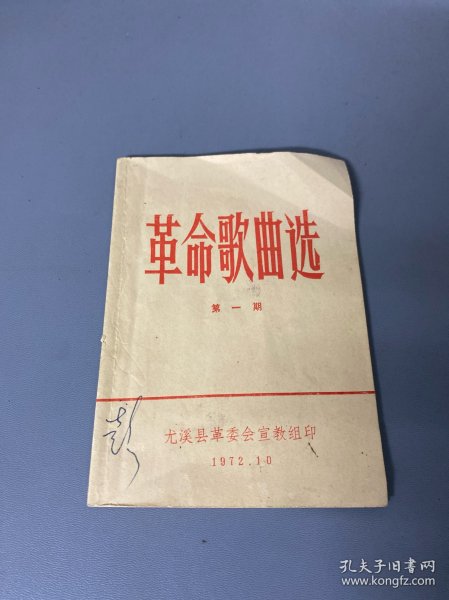 革命歌曲选
第一期
尤溪县革委会宣教组印
1972.10
孔夫子旧书网
www.kongfz.com